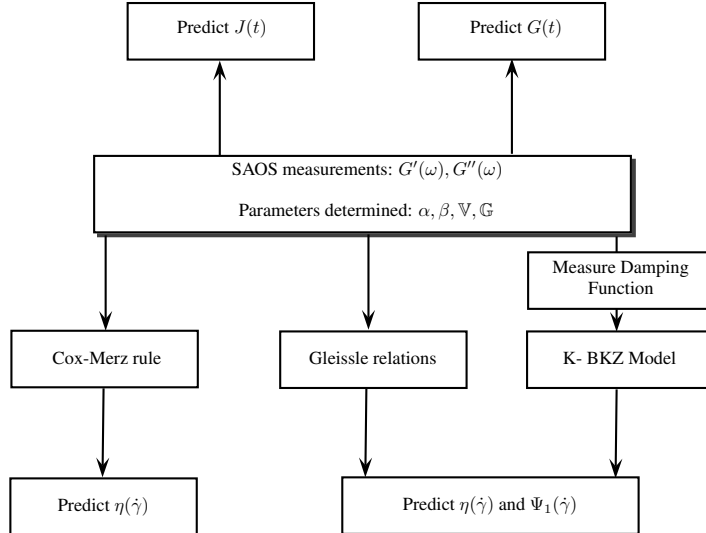 Predict J(t)
Predict G(t)
SAOS measurements: G′(ω), G′′(ω)
Parameters determined: α, β, 𝕍, 𝔾
Measure Damping
Function
Cox-Merz rule
Gleissle relations
K- BKZ Model
Predict η(γ̇)
Predict η(γ̇) and Ψ₁(γ̇)